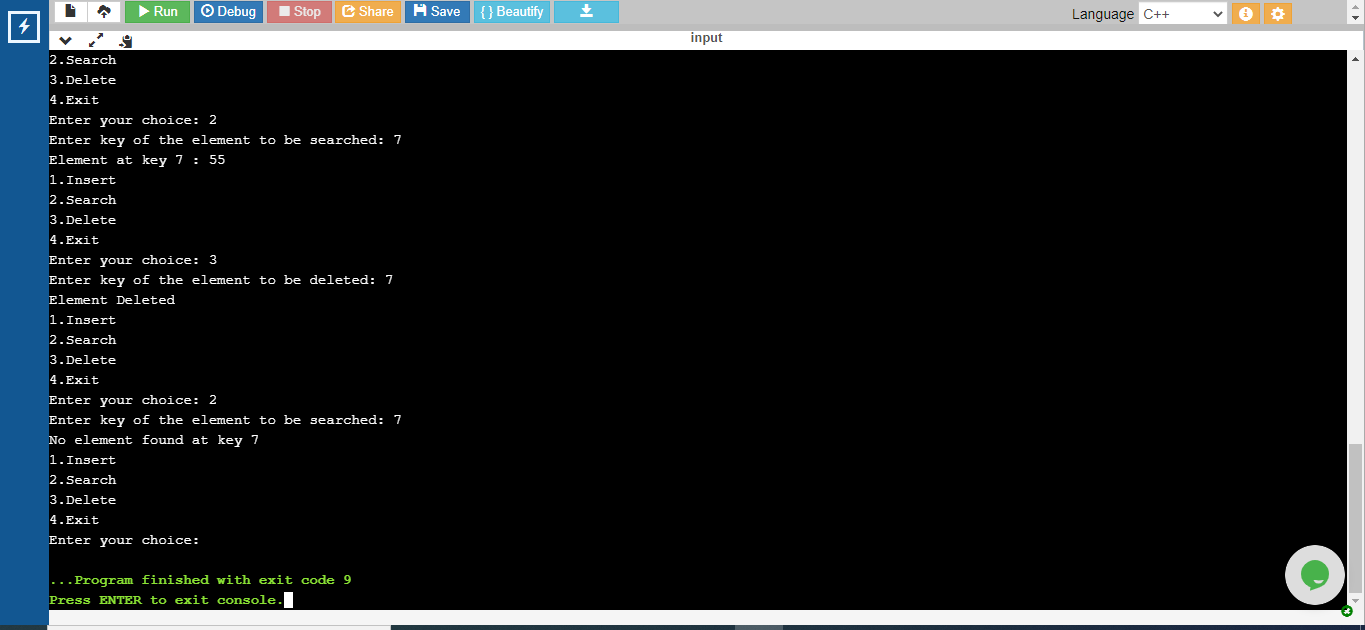 Run Debug Stop Share Save { } Beautify Language C++
input
2.Search
3.Delete
4.Exit
Enter your choice: 2
Enter key of the element to be searched: 7
Element at key 7 : 55
1.Insert
2.Search
3.Delete
4.Exit
Enter your choice: 3
Enter key of the element to be deleted: 7
Element Deleted
1.Insert
2.Search
3.Delete
4.Exit
Enter your choice: 2
Enter key of the element to be searched: 7
No element found at key 7
1.Insert
2.Search
3.Delete
4.Exit
Enter your choice:
...Program finished with exit code 9
Press ENTER to exit console.